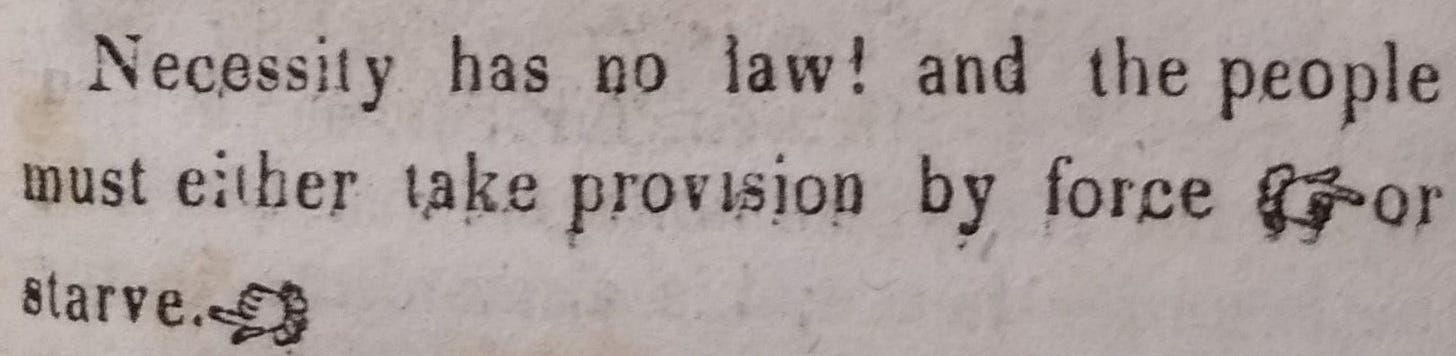 Necessity has no law! and the people
must either take provision by force ☞or
starve.☜